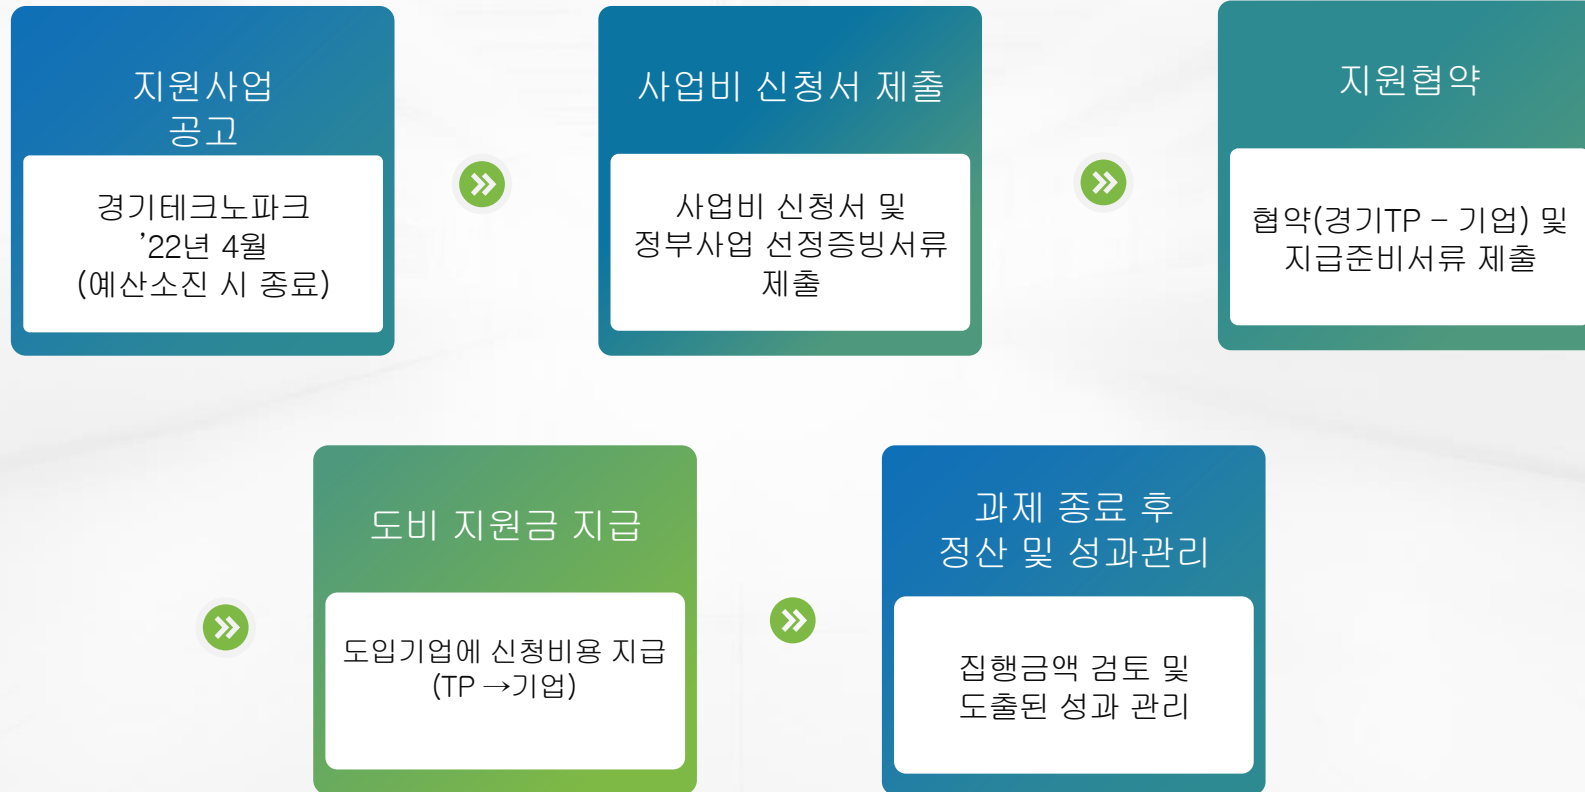 지원사업
공고
경기테크노파크
’22년 4월
(예산소진 시 종료)
사업비 신청서 제출
사업비 신청서 및
정부사업 선정증빙서류
제출
지원협약
협약(경기TP – 기업) 및
지급준비서류 제출
도비 지원금 지급
도입기업에 신청비용 지급
(TP →기업)
과제 종료 후
정산 및 성과관리
집행금액 검토 및
도출된 성과 관리